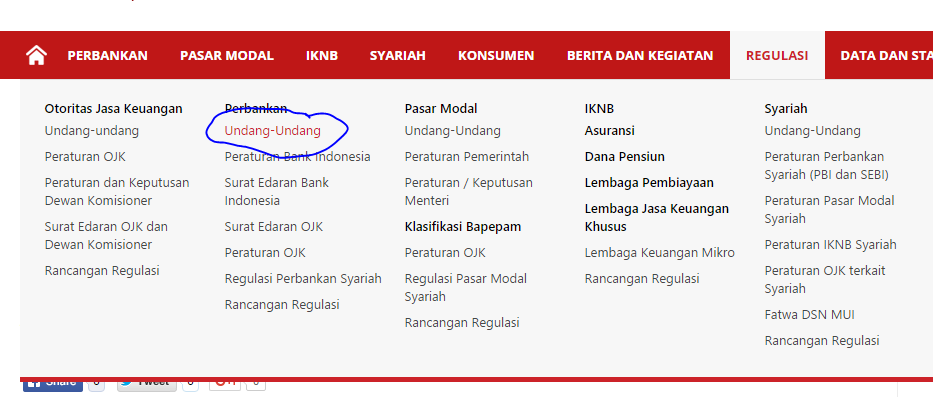 PERBANKAN PASAR MODAL IKNB SYARIAH KONSUMEN BERITA DAN KEGIATAN REGULASI DATA DAN STA
Otoritas Jasa Keuangan
Undang-undang
Peraturan OJK
Peraturan dan Keputusan
Dewan Komisioner
Surat Edaran OJK dan
Dewan Komisioner
Rancangan Regulasi
Perbankan
Undang-Undang
Peraturan Bank Indonesia
Surat Edaran Bank
Indonesia
Surat Edaran OJK
Peraturan OJK
Regulasi Perbankan Syariah
Rancangan Regulasi
Pasar Modal
Undang-Undang
Peraturan Pemerintah
Peraturan / Keputusan
Menteri
Klasifikasi Bapepam
Peraturan OJK
Regulasi Pasar Modal
Syariah
Rancangan Regulasi
IKNB
Asuransi
Dana Pensiun
Lembaga Pembiayaan
Lembaga Jasa Keuangan
Khusus
Lembaga Keuangan Mikro
Rancangan Regulasi
Syariah
Undang-Undang
Peraturan Perbankan
Syariah (PBI dan SEBI)
Peraturan Pasar Modal
Syariah
Peraturan IKNB Syariah
Peraturan OJK terkait
Syariah
Fatwa DSN MUI
Rancangan Regulasi
Share Tweet